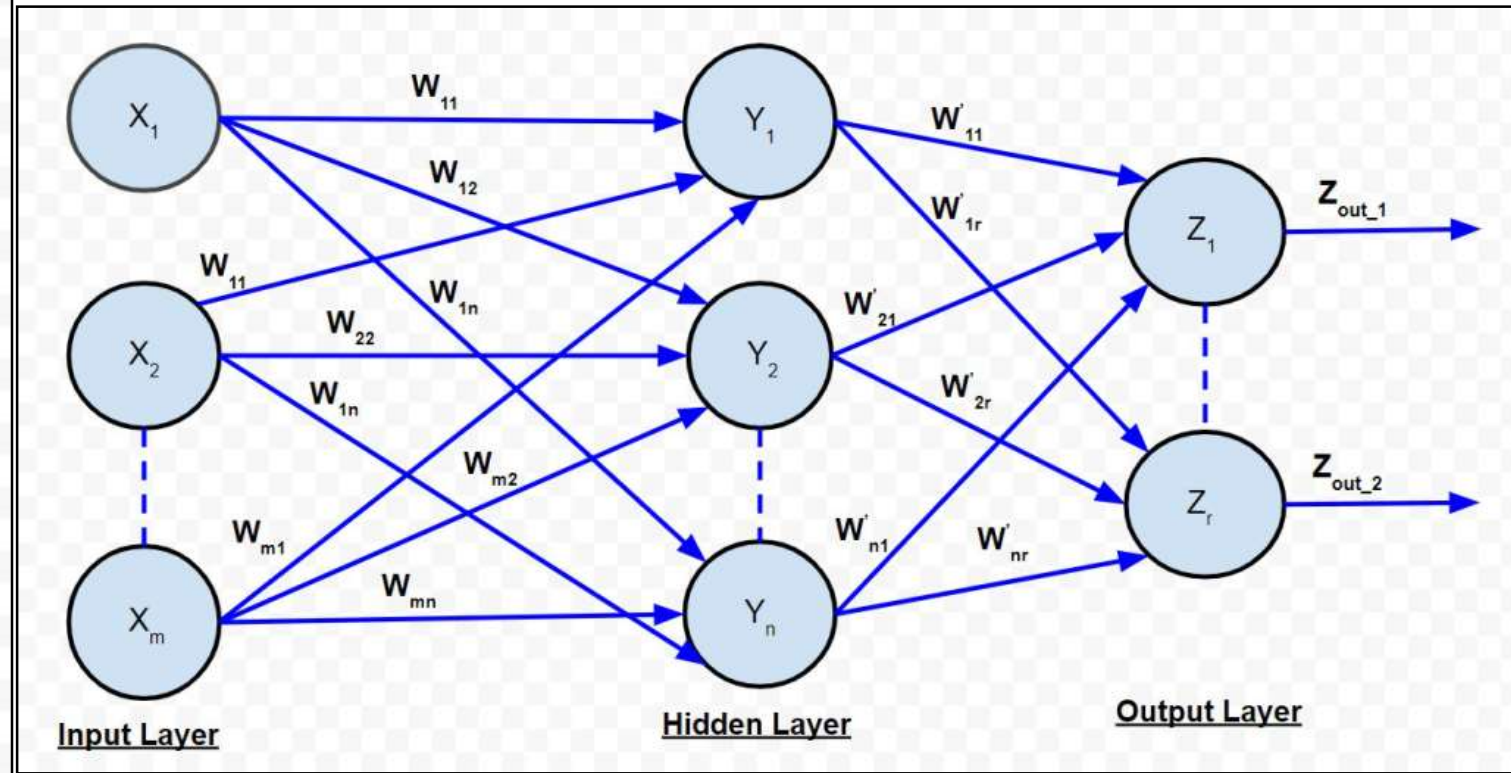 X1
W11
Y1
W'11
W12
W'1r
Zout_1
Z1
W11
W1n
W'21
X2
W22
Y2
W1n
W'2r
Wm2
Zout_2
Zr
Wm1
W'n1
W'nr
Wmn
Xm
Yn
Input Layer
Hidden Layer
Output Layer